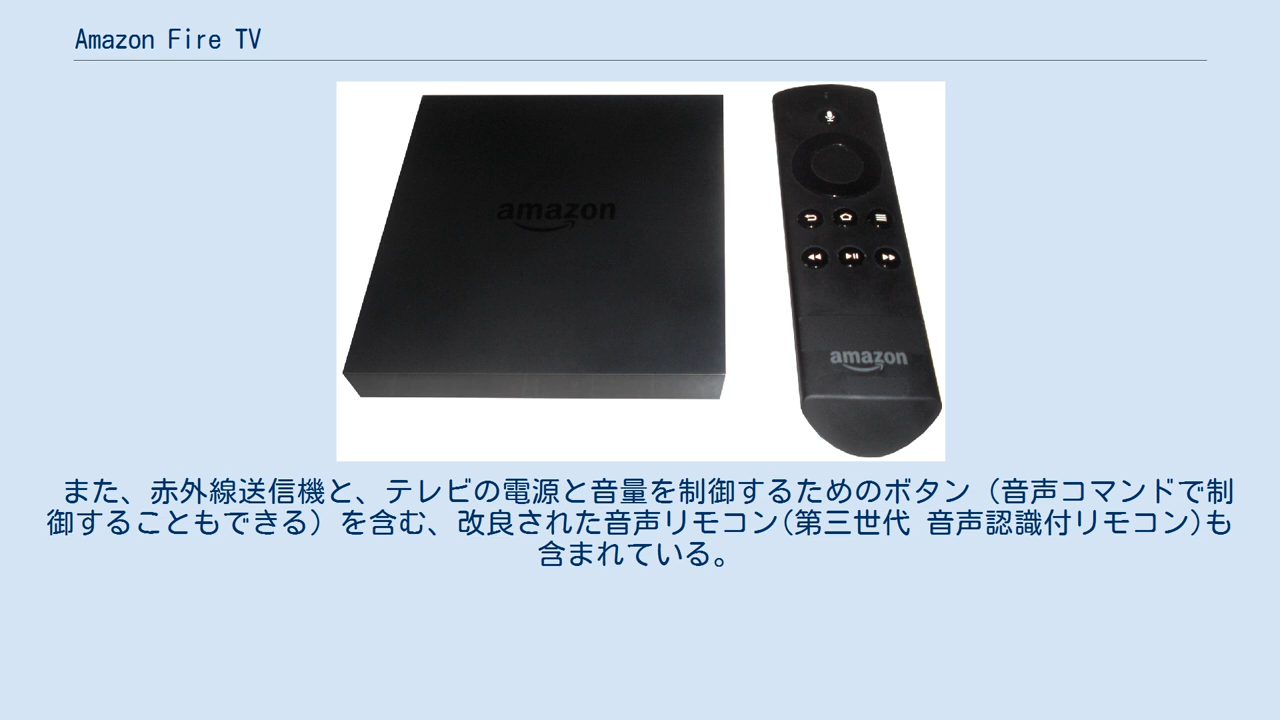 Amazon Fire TV
amazon
amazon
また、赤外線送信機と、テレビの電源と音量を制御するためのボタン（音声コマンドで制
御することもできる）を含む、改良された音声リモコン(第三世代 音声認識付リモコン)も
含まれている。